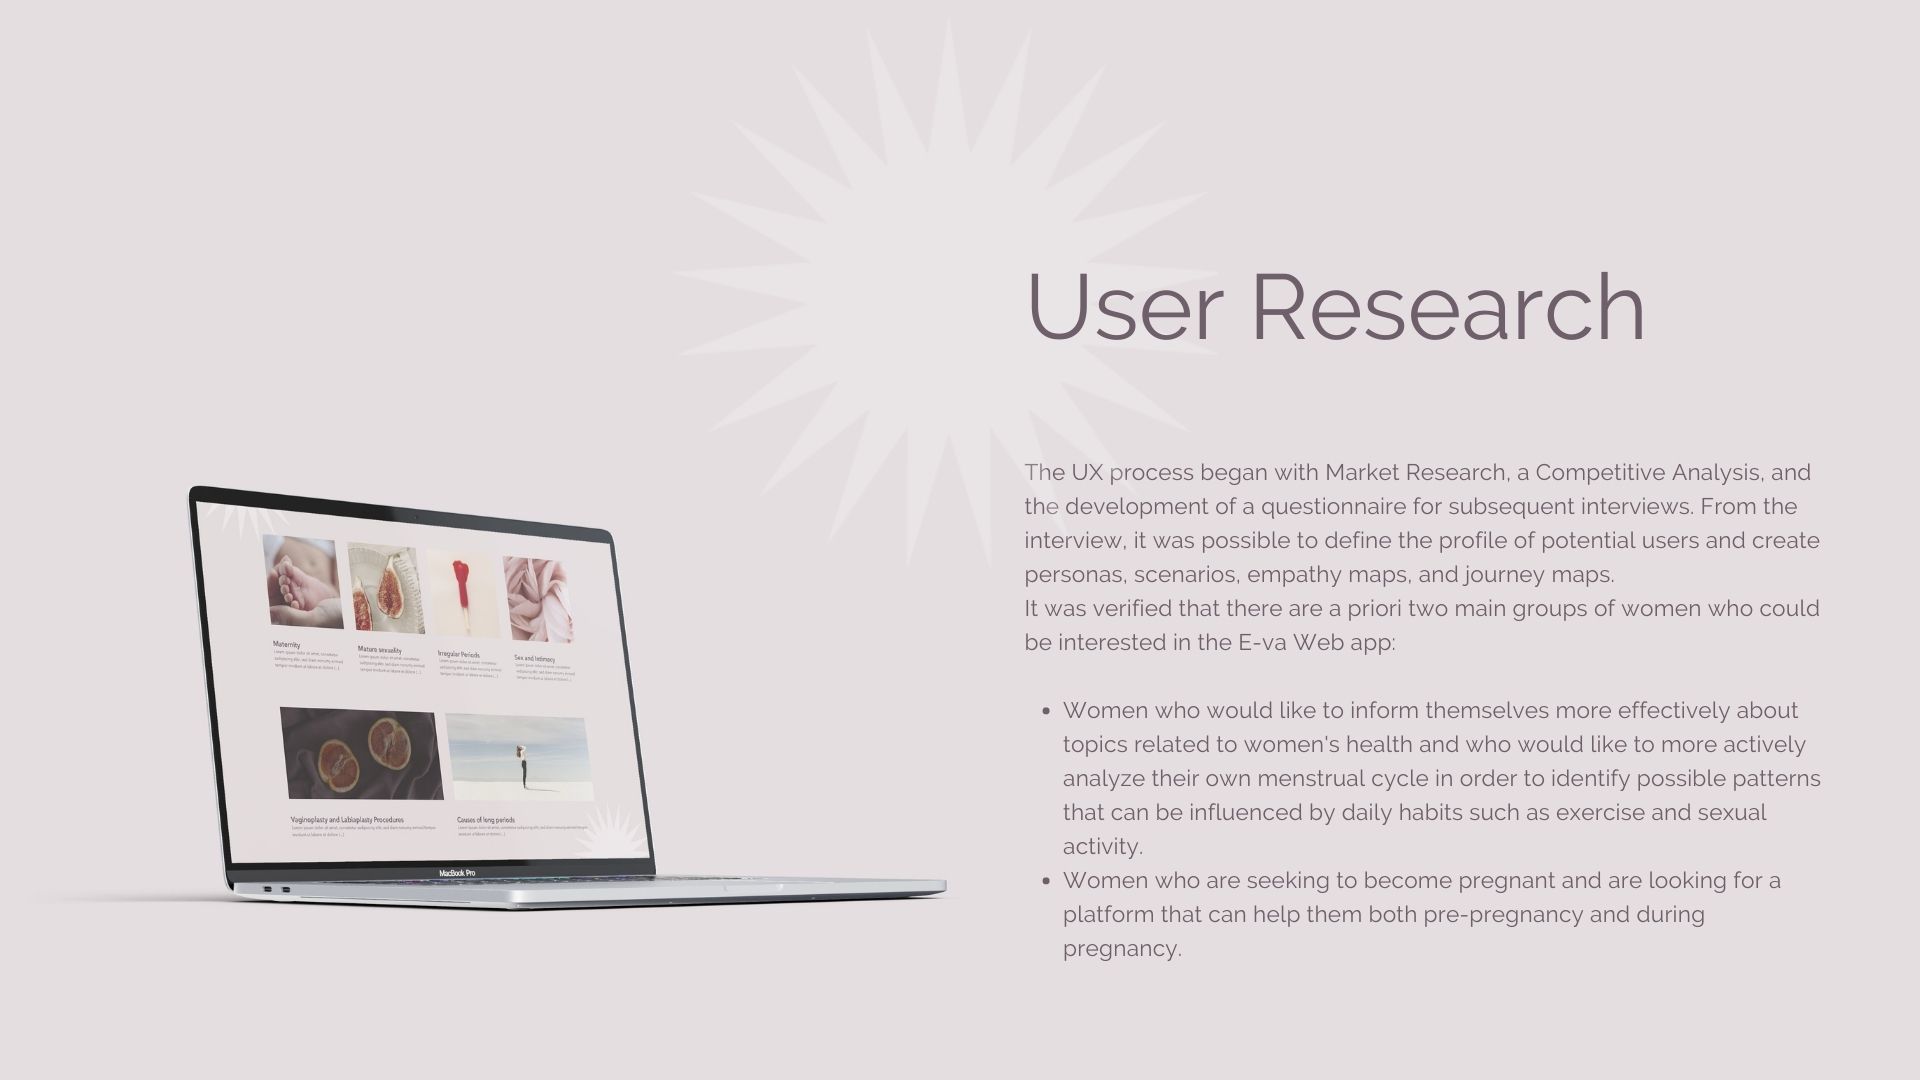 User Research
The UX process began with Market Research, a Competitive Analysis, and
the development of a questionnaire for subsequent interviews. From the
interview, it was possible to define the profile of potential users and create
personas, scenarios, empathy maps, and journey maps.
It was verified that there are a priori two main groups of women who could
be interested in the E-va Web app:
• Women who would like to inform themselves more effectively about
topics related to women's health and who would like to more actively
analyze their own menstrual cycle in order to identify possible patterns
that can be influenced by daily habits such as exercise and sexual
activity.
• Women who are seeking to become pregnant and are looking for a
platform that can help them both pre-pregnancy and during
pregnancy.
Maternity
Mature sexuality
Irregular Periods
Sex and Intimacy
Vaginoplasty and Labiaplasty Procedures
Causes of long periods
MacBook Pro